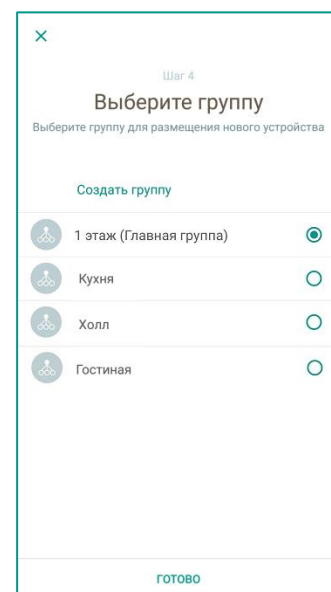 Шаг 4
Выберите группу
Выберите группу для размещения нового устройства
Создать группу
1 этаж (Главная группа)
Кухня
Холл
Гостиная
ГОТОВО